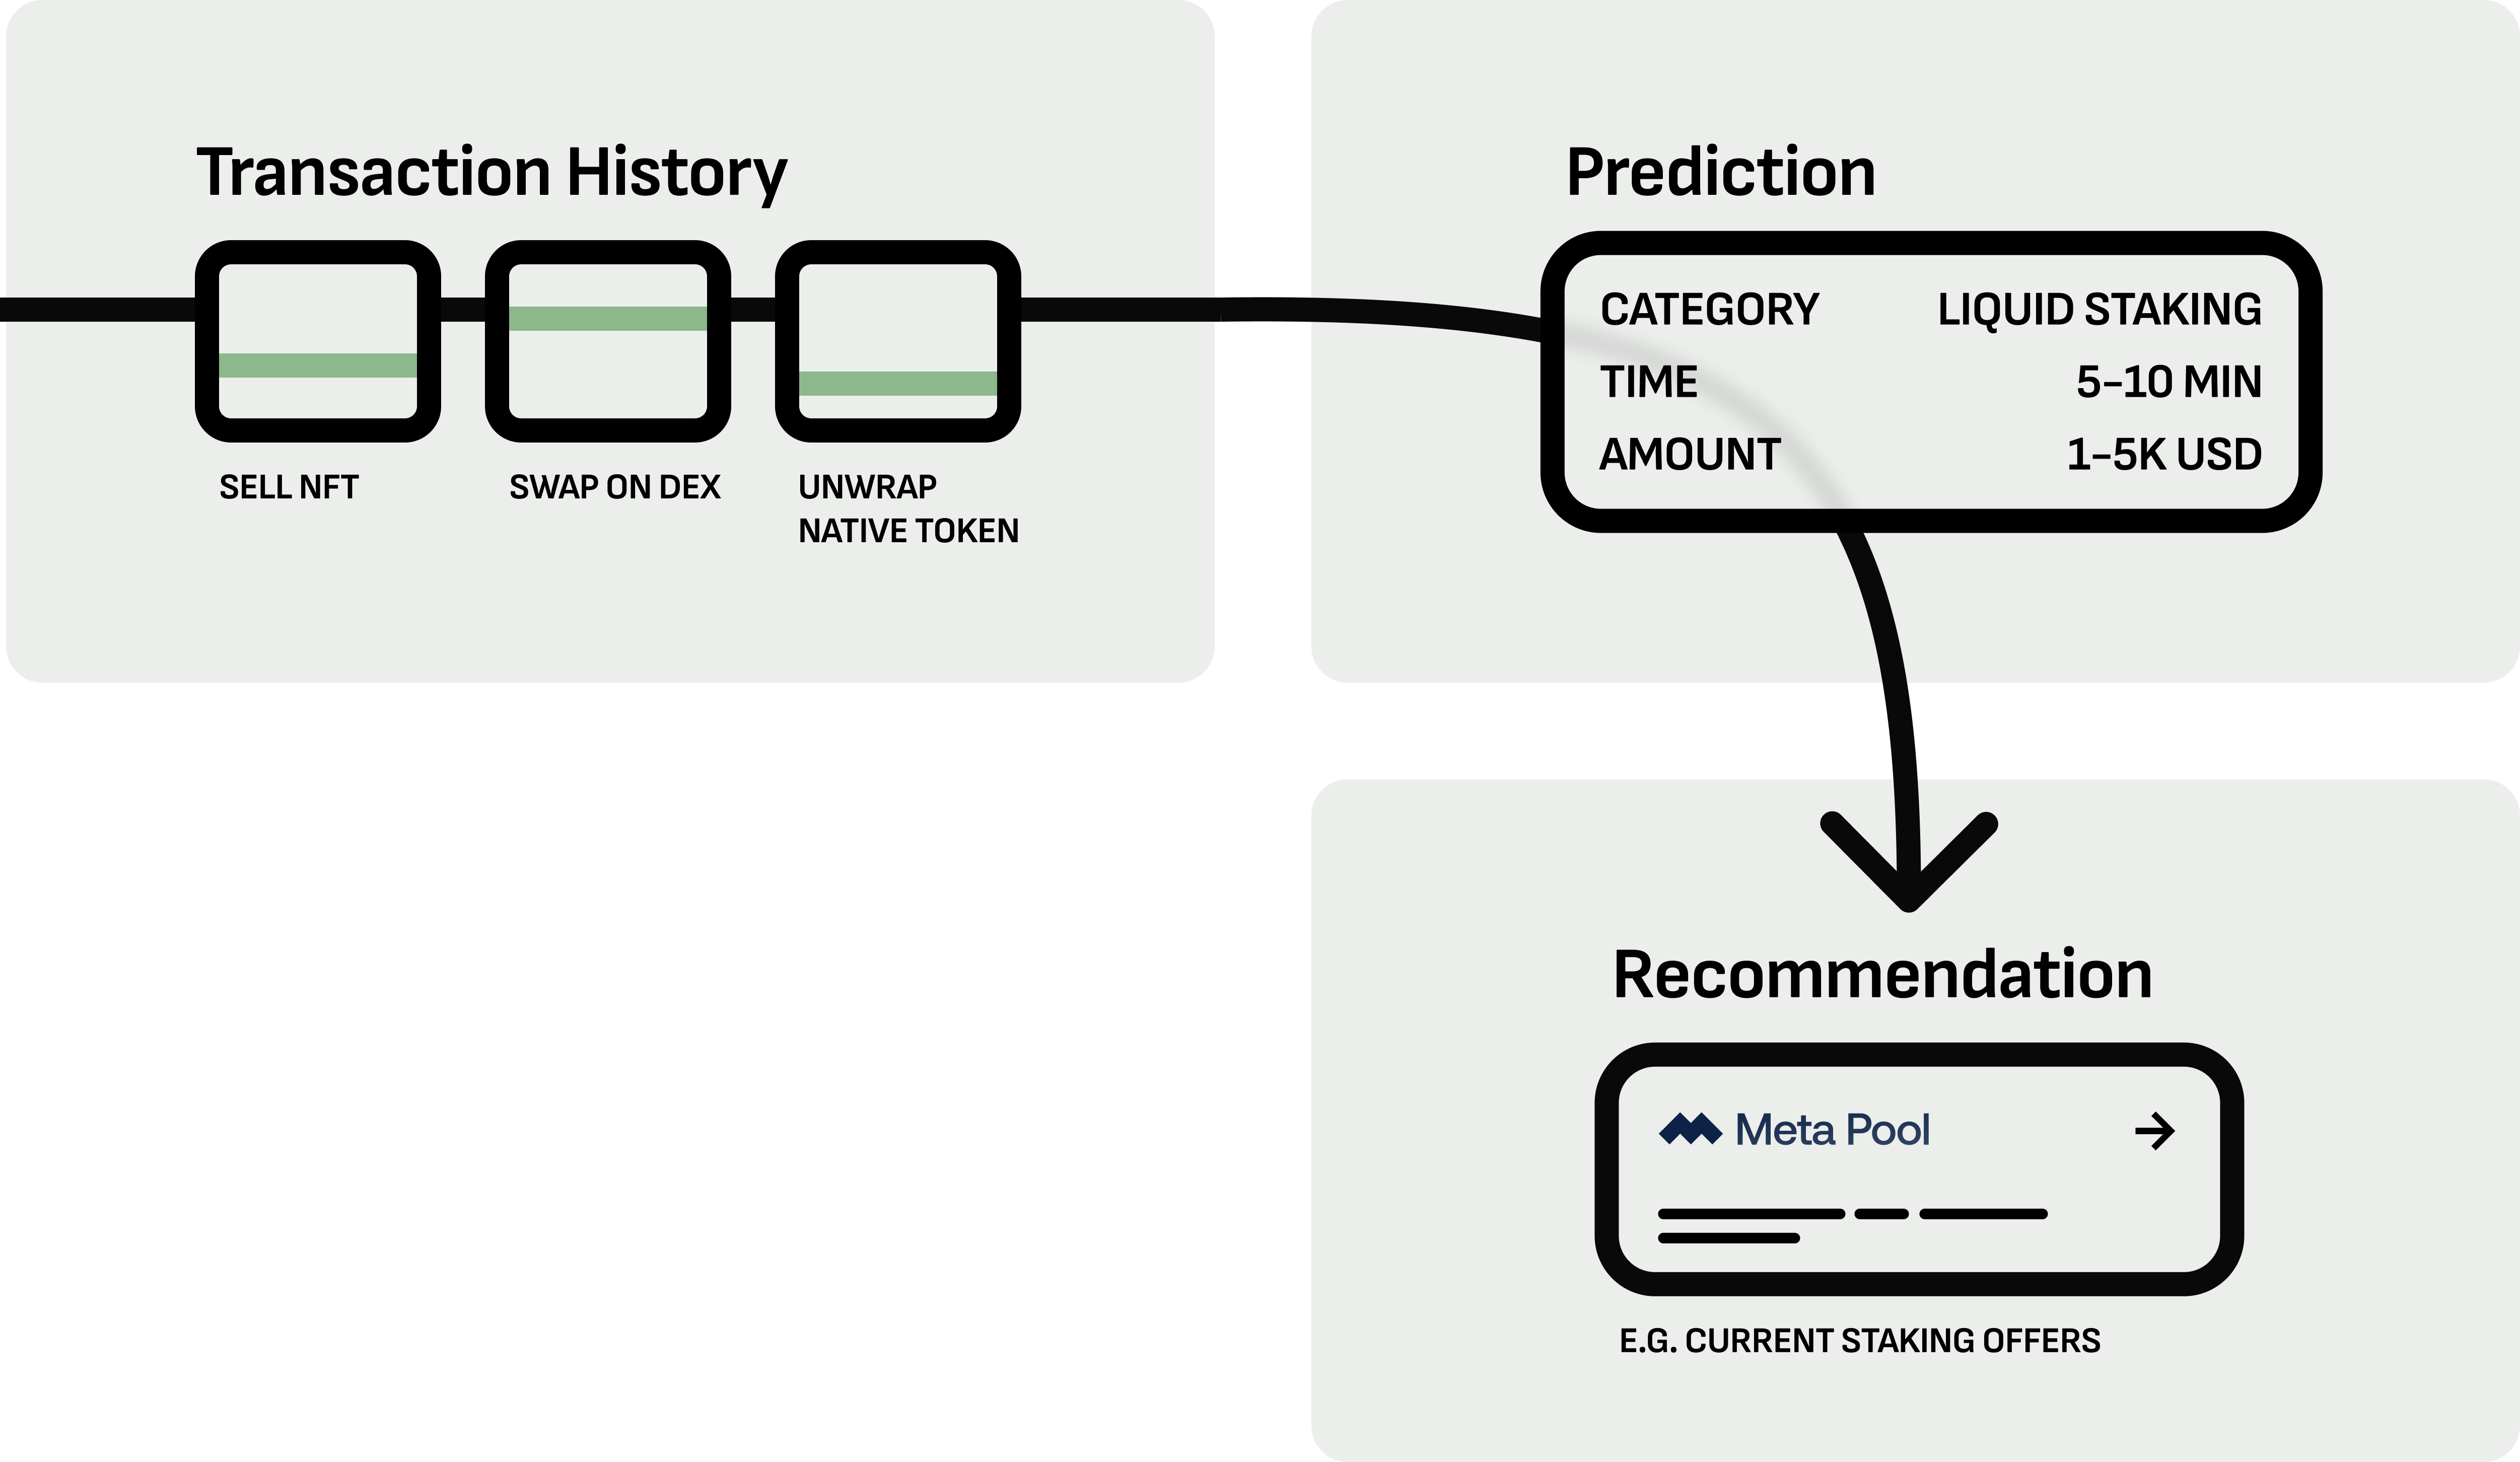 Transaction History
SELL NFT
SWAP ON DEX
UNWRAP
NATIVE TOKEN
Prediction
CATEGORY LIQUID STAKING
TIME 5–10 MIN
AMOUNT 1–5K USD
Recommendation
Meta Pool
E.G. CURRENT STAKING OFFERS